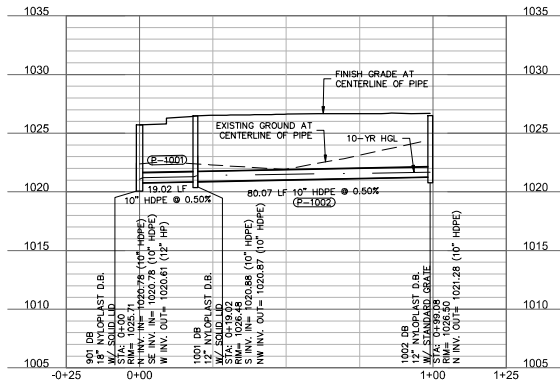 1035
1035
1030
1030
1025
1025
1020
1020
1015
1015
1010
1010
1005
1005
-0+25
0+00
1+00
1+25
FINISH GRADE AT
CENTERLINE OF PIPE
EXISTING GROUND AT
CENTERLINE OF PIPE
10-YR HGL
P-1001
19.02 LF
10" HDPE @ 0.50%
80.07 LF 10" HDPE @ 0.50%
P-1002
901 DB
18" NYLOPLAST D.B.
W/ SOLID LID
STA: 0+00
RIM= 1025.71
N INV. IN= 1020.78 (10" HDPE)
SE INV. IN= 1020.78 (10" HDPE)
W INV. OUT= 1020.61 (12" HP)
1001 DB
12" NYLOPLAST D.B.
W/ SOLID LID
STA: 0+19.02
RIM= 1026.48
S INV. IN= 1020.88 (10" HDPE)
NW INV. OUT= 1020.87 (10" HDPE)
1002 DB
12" NYLOPLAST D.B.
W/ STANDARD GRATE
STA: 0+99.08
RIM= 1026.50
N INV. OUT= 1021.28 (10" HDPE)